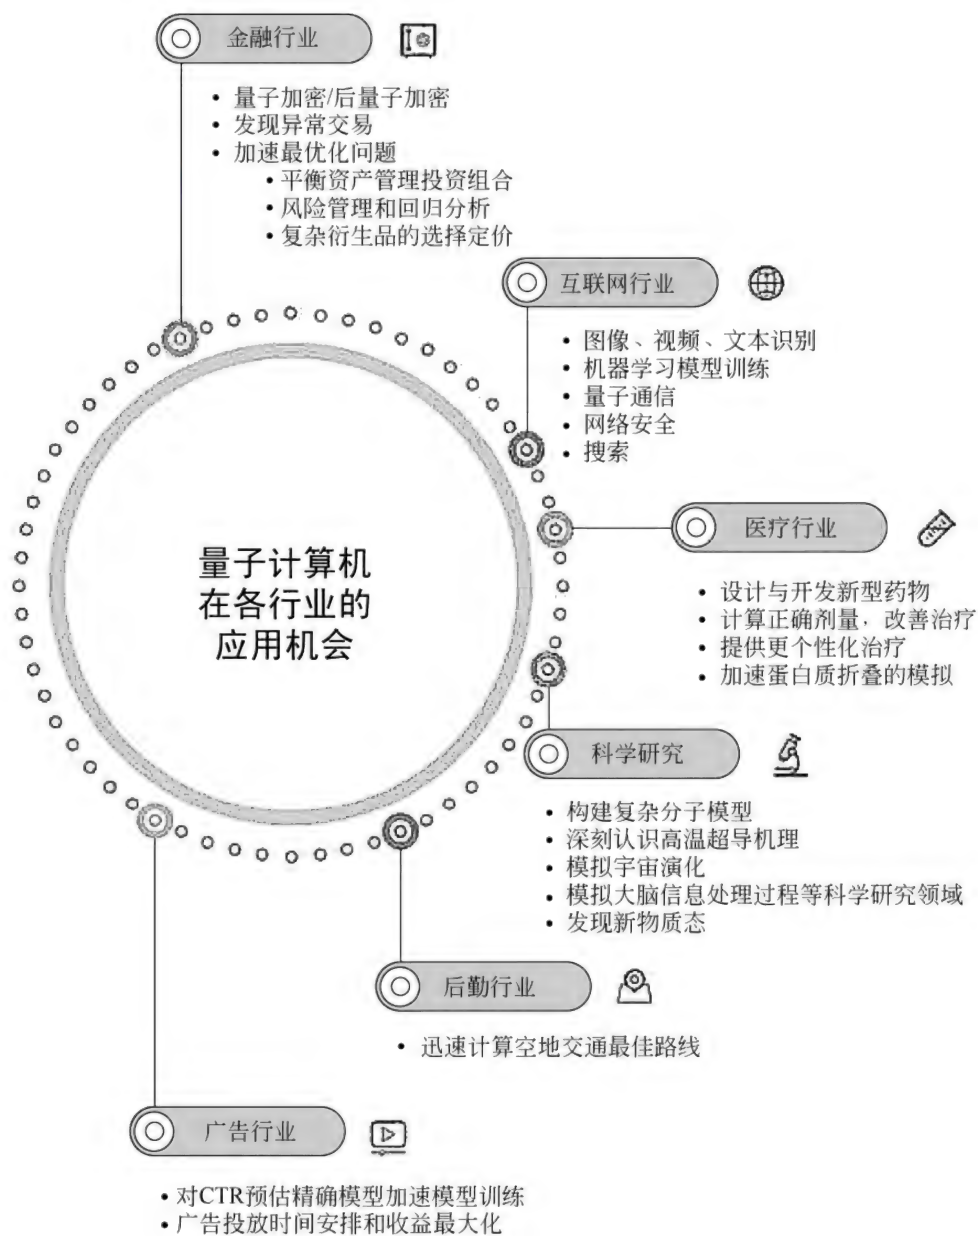 金融行业
• 量子加密/后量子加密
• 发现异常交易
• 加速最优化问题
• 平衡资产管理投资组合
• 风险管理和回归分析
• 复杂衍生品的选择定价
互联网行业
• 图像、视频、文本识别
• 机器学习模型训练
• 量子通信
• 网络安全
• 搜索
量子计算机
在各行业的
应用机会
医疗行业
• 设计与开发新型药物
• 计算正确剂量，改善治疗
• 提供更个性化治疗
• 加速蛋白质折叠的模拟
科学研究
• 构建复杂分子模型
• 深刻认识高温超导机理
• 模拟宇宙演化
• 模拟大脑信息处理过程等科学研究领域
• 发现新物质态
后勤行业
• 迅速计算空地交通最佳路线
广告行业
• 对CTR预估精确模型加速模型训练
• 广告投放时间安排和收益最大化